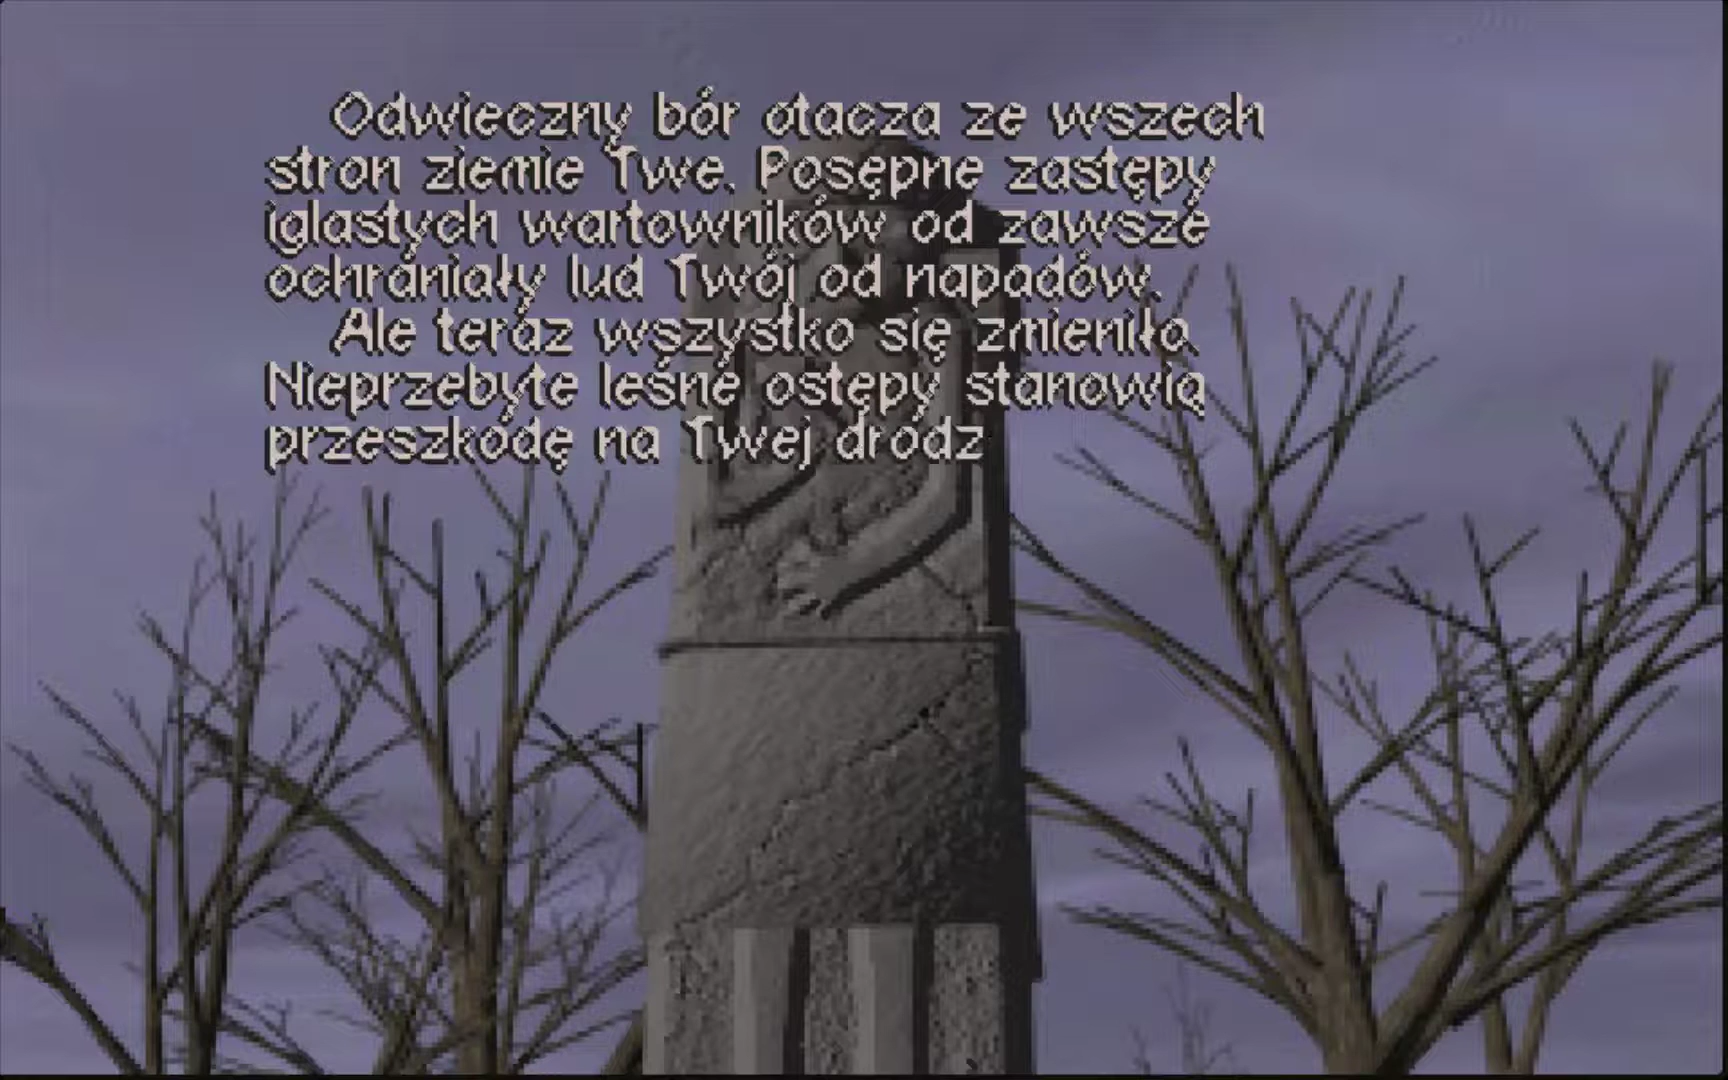 Odwieczny bór otacza ze wszech
stron ziemie Twe. Posępne zastępy
iglastych wartowników od zawsze
ochraniały lud Twój od napadów.
Ale teraz wszystko się zmieniło.
Nieprzebyte leśne ostępy stanowią
przeszkodę na Twej drodz